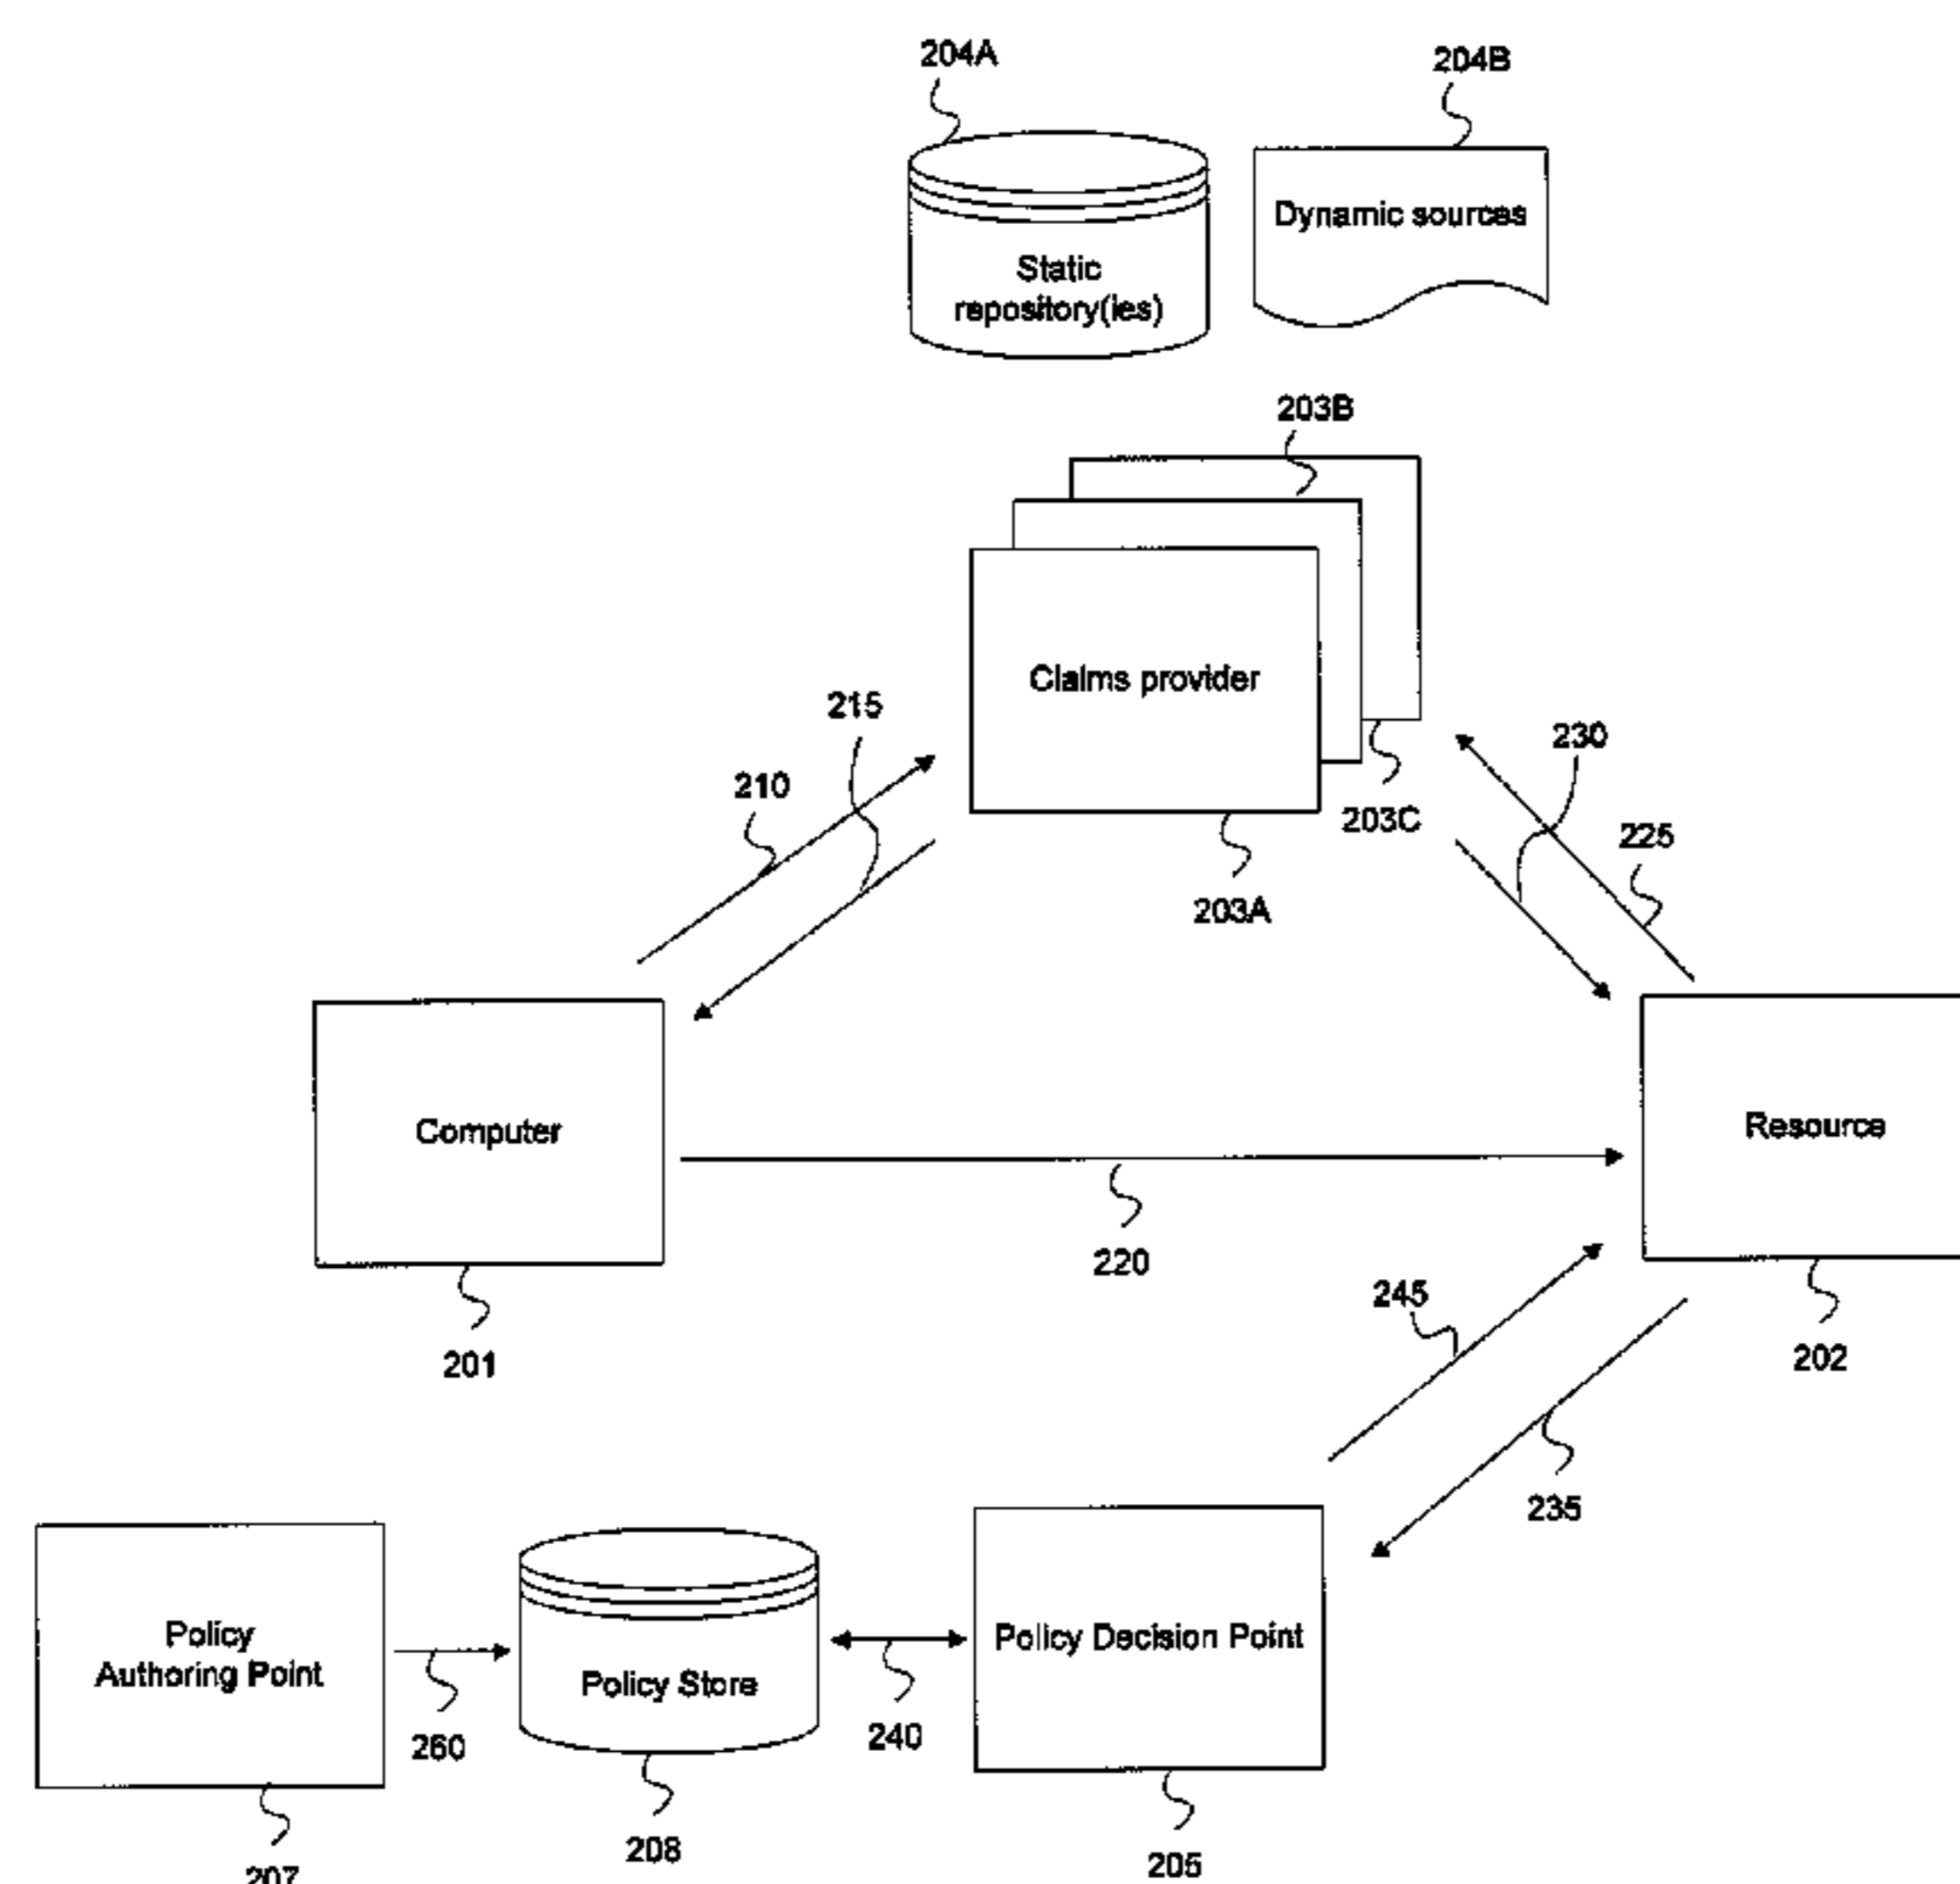 204A
204B
Dynamic sources
Static
repository(ies)
203B
Claims provider
215
230
210
203C
225
203A
Computer
Resource
220
245
201
202
235
Policy
Authoring Point
Policy Store
Policy Decision Point
260
240
208
205
207